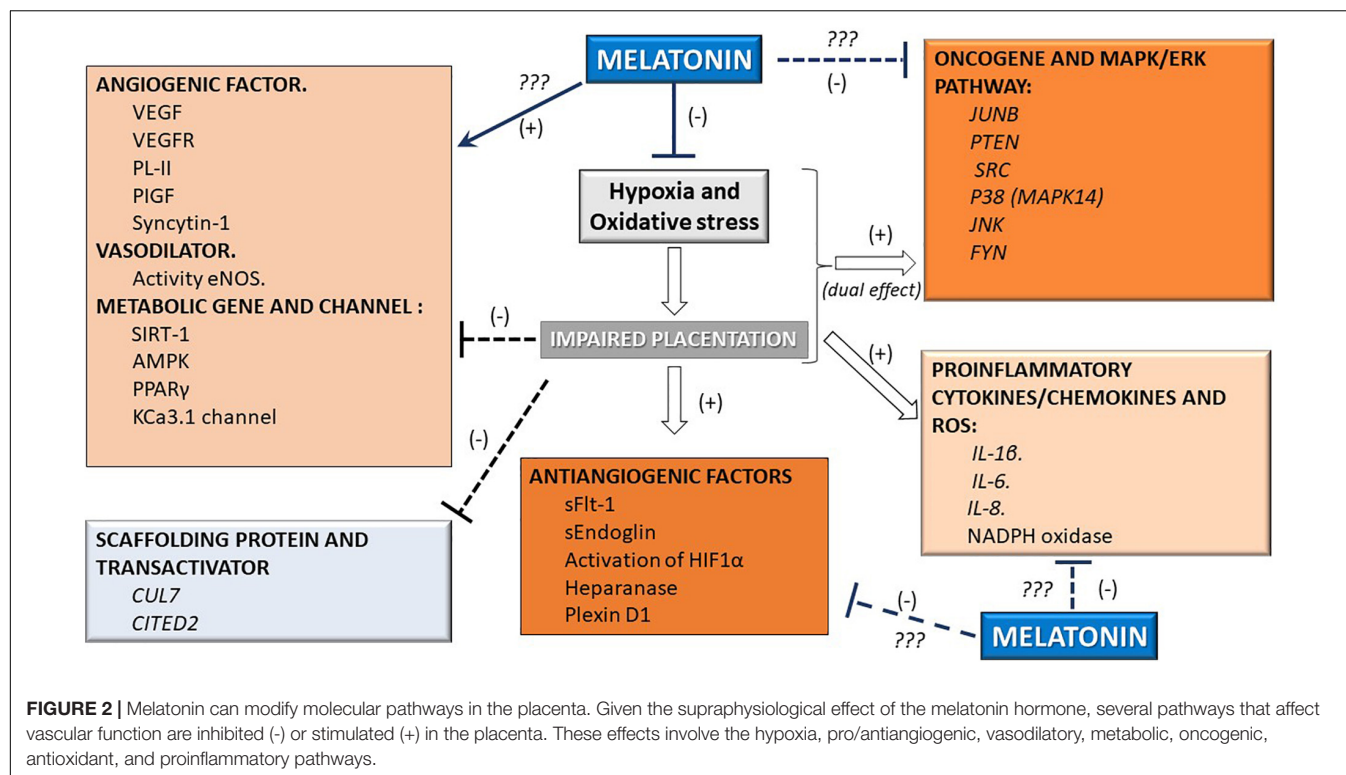 MELATONIN
???
(-)
???
(+)
(-)
ANGIOGENIC FACTOR.
VEGF
VEGFR
PL-II
PIGF
Syncytin-1
VASODILATOR.
Activity eNOS.
METABOLIC GENE AND CHANNEL :
SIRT-1
AMPK
PPARγ
KCa3.1 channel
ONCOGENE AND MAPK/ERK
PATHWAY:
JUNB
PTEN
SRC
P38 (MAPK14)
JNK
FYN
Hypoxia and
Oxidative stress
(+)
(dual effect)
(-)
IMPAIRED PLACENTATION
(+)
(+)
(-)
PROINFLAMMATORY
CYTOKINES/CHEMOKINES AND
ROS:
IL-1β.
IL-6.
IL-8.
NADPH oxidase
SCAFFOLDING PROTEIN AND
TRANSACTIVATOR
CUL7
CITED2
ANTIANGIOGENIC FACTORS
sFlt-1
sEndoglin
Activation of HIF1α
Heparanase
Plexin D1
(-)
???
???
(-)
MELATONIN
FIGURE 2 | Melatonin can modify molecular pathways in the placenta. Given the supraphysiological effect of the melatonin hormone, several pathways that affect
vascular function are inhibited (-) or stimulated (+) in the placenta. These effects involve the hypoxia, pro/antiangiogenic, vasodilatory, metabolic, oncogenic,
antioxidant, and proinflammatory pathways.